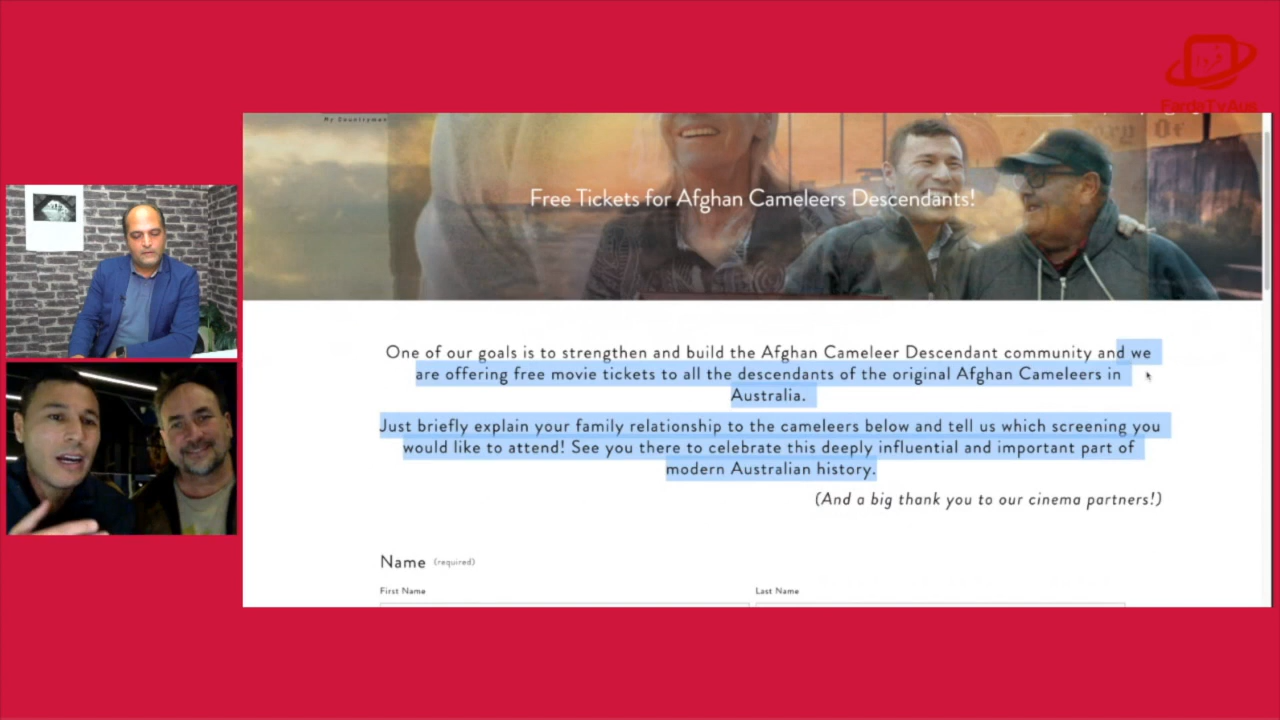 فردا
FardaTvAus
My Countryman
Free Tickets for Afghan Cameleers Descendants!
One of our goals is to strengthen and build the Afghan Cameleer Descendant community and we
are offering free movie tickets to all the descendants of the original Afghan Cameleers in
Australia.
Just briefly explain your family relationship to the cameleers below and tell us which screening you
would like to attend! See you there to celebrate this deeply influential and important part of
modern Australian history.
(And a big thank you to our cinema partners!)
Name (required)
First Name
Last Name